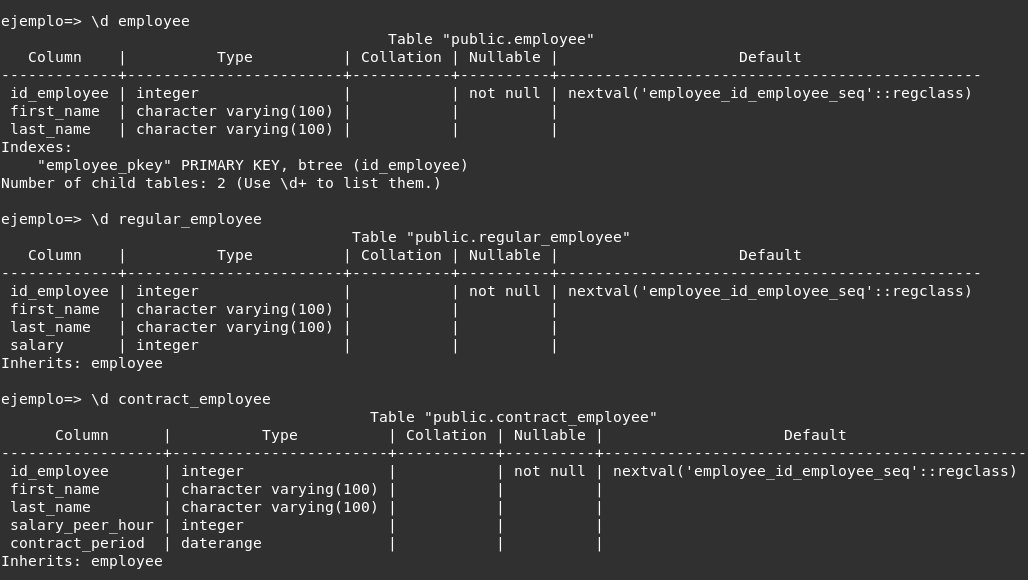 ejemplo=> \d employee
                                           Table "public.employee"
   Column    |          Type          | Collation | Nullable |                    Default
-------------+------------------------+-----------+----------+-----------------------------------------------
 id_employee | integer                |           | not null | nextval('employee_id_employee_seq'::regclass)
 first_name  | character varying(100) |           |          |
 last_name   | character varying(100) |           |          |
Indexes:
    "employee_pkey" PRIMARY KEY, btree (id_employee)
Number of child tables: 2 (Use \d+ to list them.)

ejemplo=> \d regular_employee
                                       Table "public.regular_employee"
   Column    |          Type          | Collation | Nullable |                    Default
-------------+------------------------+-----------+----------+-----------------------------------------------
 id_employee | integer                |           | not null | nextval('employee_id_employee_seq'::regclass)
 first_name  | character varying(100) |           |          |
 last_name   | character varying(100) |           |          |
 salary      | integer                |           |          |
Inherits: employee

ejemplo=> \d contract_employee
                                         Table "public.contract_employee"
      Column      |          Type          | Collation | Nullable |                    Default
------------------+------------------------+-----------+----------+-----------------------------------------------
 id_employee      | integer                |           | not null | nextval('employee_id_employee_seq'::regclass)
 first_name       | character varying(100) |           |          |
 last_name        | character varying(100) |           |          |
 salary_peer_hour | integer                |           |          |
 contract_period  | daterange              |           |          |
Inherits: employee